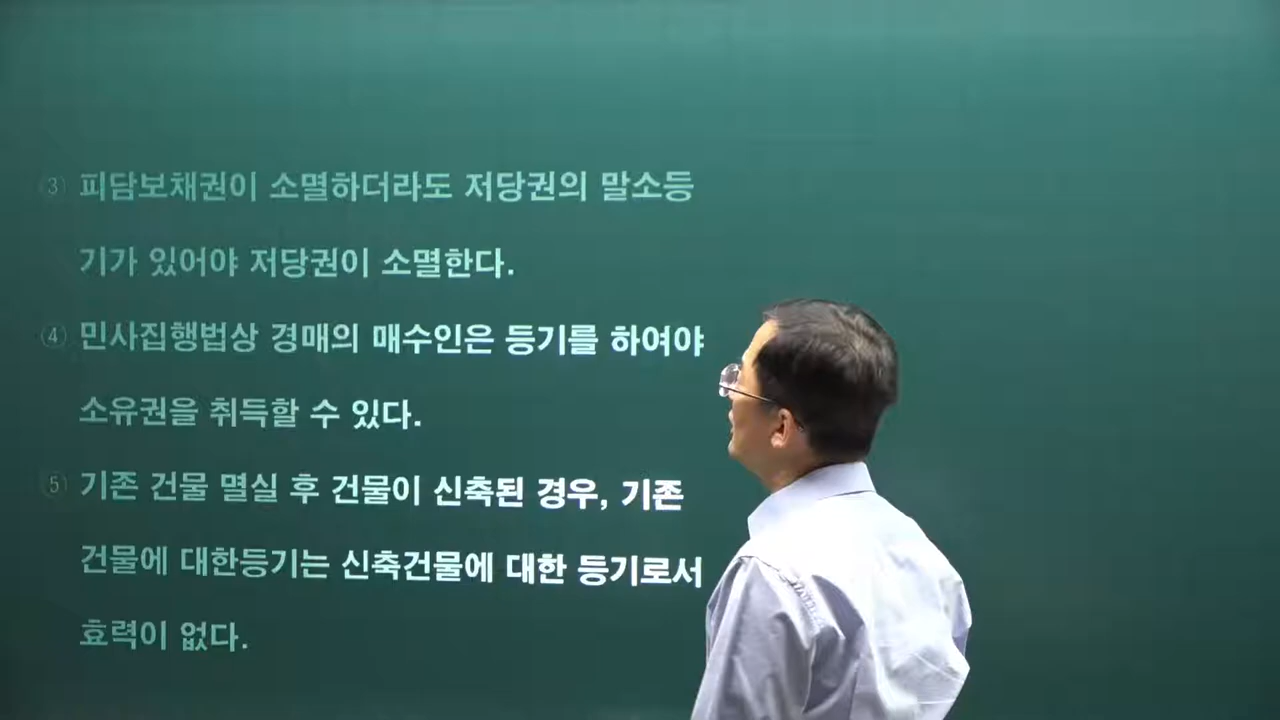 ③ 피담보채권이 소멸하더라도 저당권의 말소등
기가 있어야 저당권이 소멸한다.
④ 민사집행법상 경매의 매수인은 등기를 하여야
소유권을 취득할 수 있다.
⑤ 기존 건물 멸실 후 건물이 신축된 경우, 기존
건물에 대한등기는 신축건물에 대한 등기로서
효력이 없다.